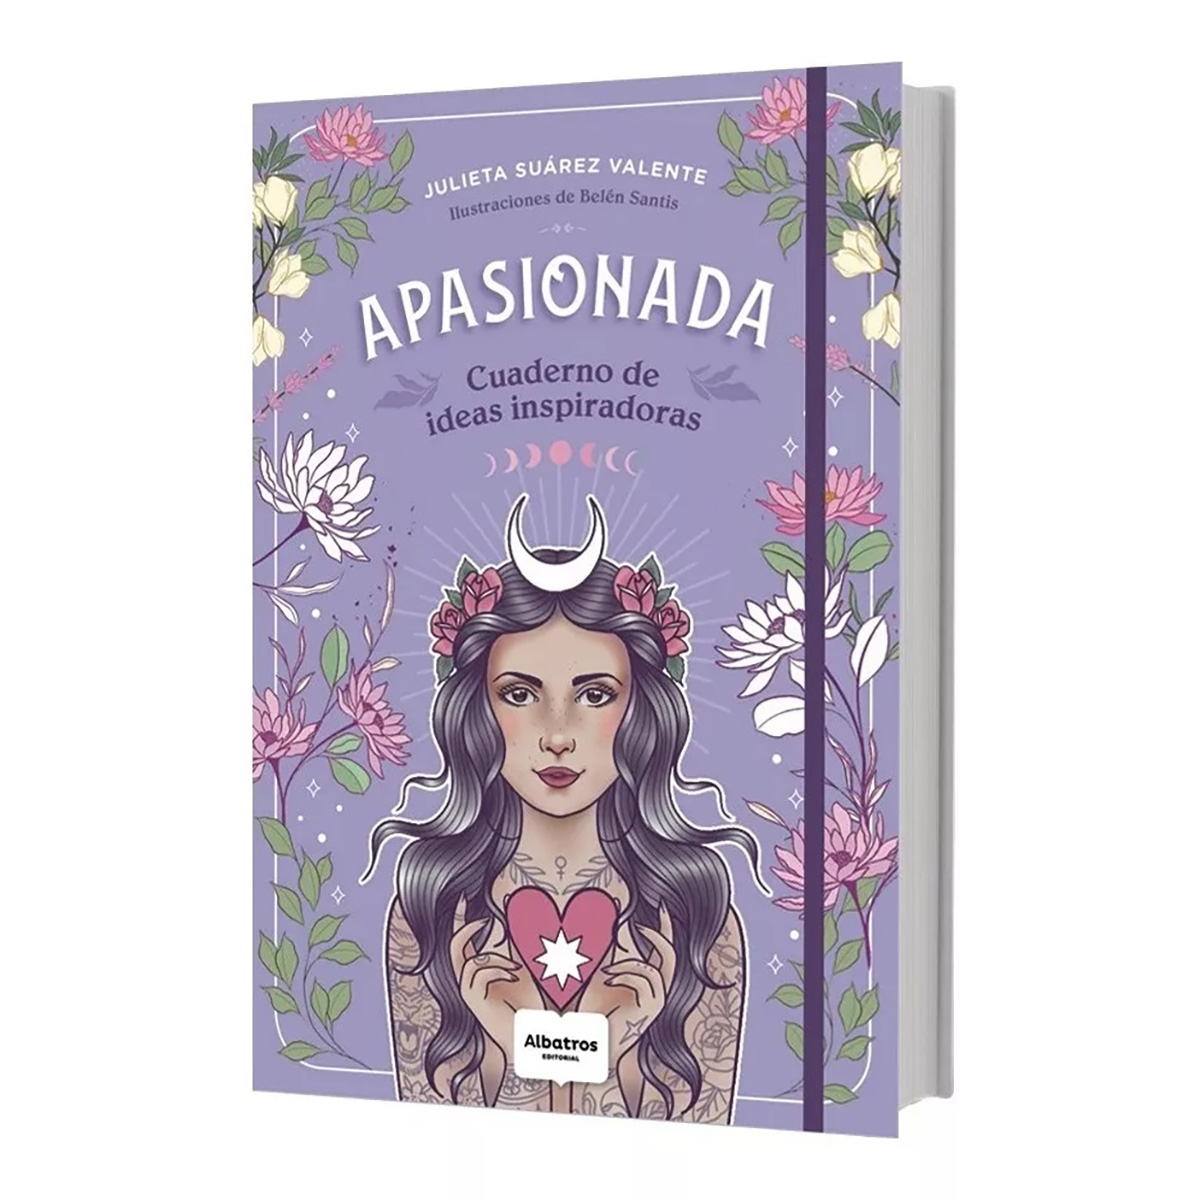 JULIETA SUÁREZ VALENTE
Ilustraciones de Belén Santis
APASIONADA
Cuaderno de
ideas inspiradoras
Albatros
EDITORIAL